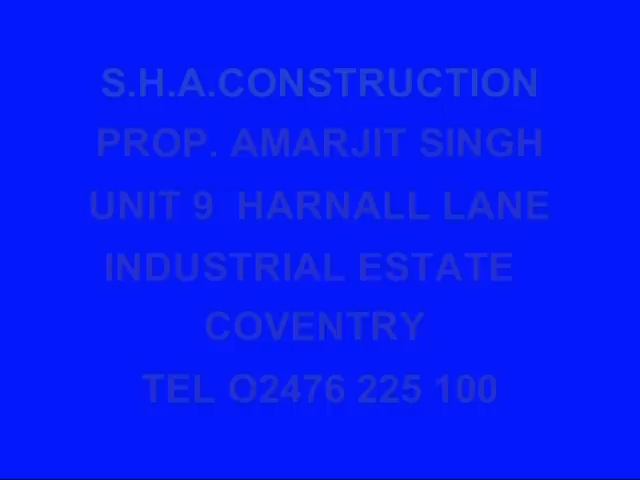 S.H.A.CONSTRUCTION
PROP. AMARJIT SINGH
UNIT 9 HARNALL LANE
INDUSTRIAL ESTATE
COVENTRY
TEL O2476 225 100